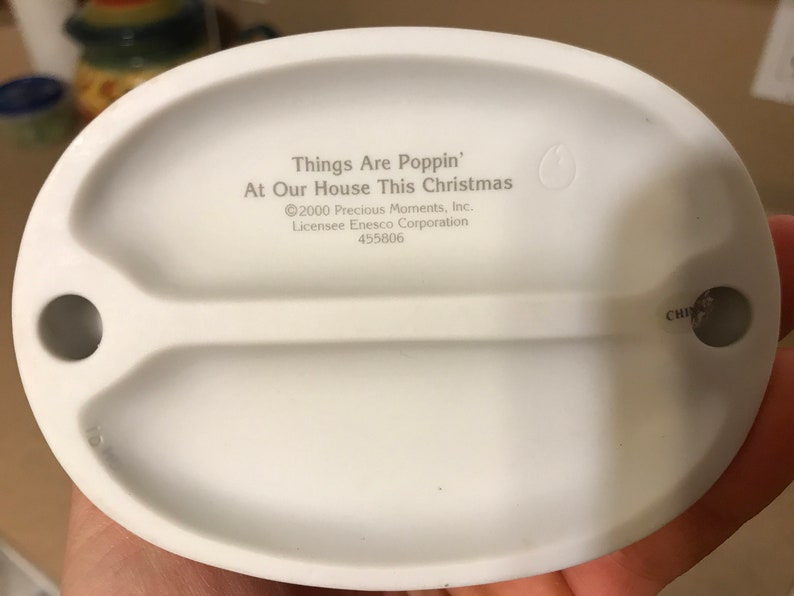 Things Are Poppin'
At Our House This Christmas
©2000 Precious Moments, Inc.
Licensee Enesco Corporation
455806